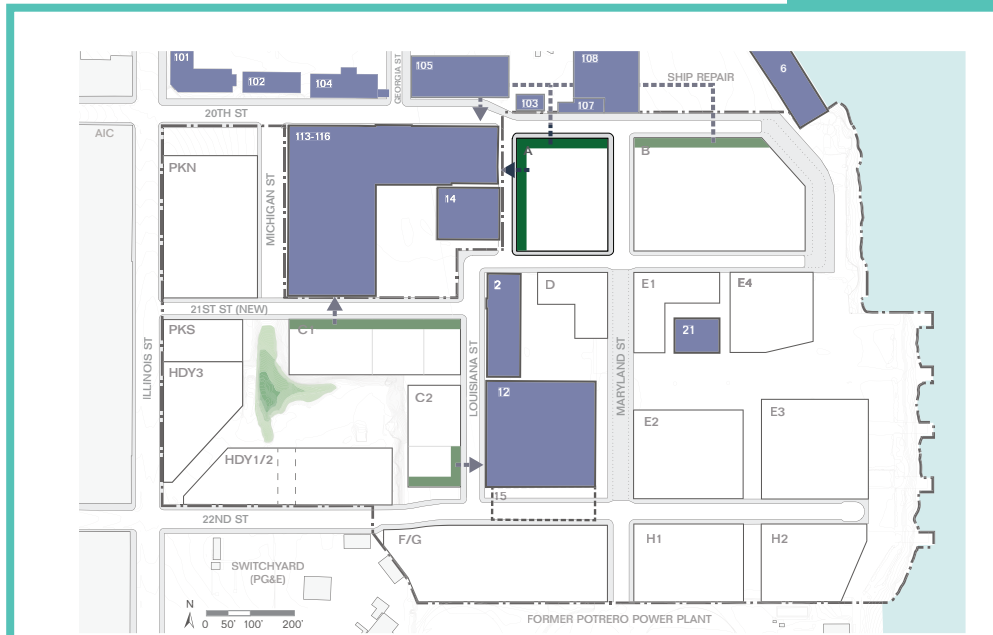 101
102
104
105
108
103
107
SHIP REPAIR
6
GEORGIA ST
20TH ST
AIC
PKN
MICHIGAN ST
113-116
14
A
B
21ST ST (NEW)
PKS
C1
2
D
E1
E4
21
ILLINOIS ST
HDY3
LOUISIANA ST
MARYLAND ST
C2
12
E2
E3
HDY1/2
15
22ND ST
F/G
H1
H2
SWITCHYARD
(PG&E)
N
0 50' 100' 200'
FORMER POTRERO POWER PLANT